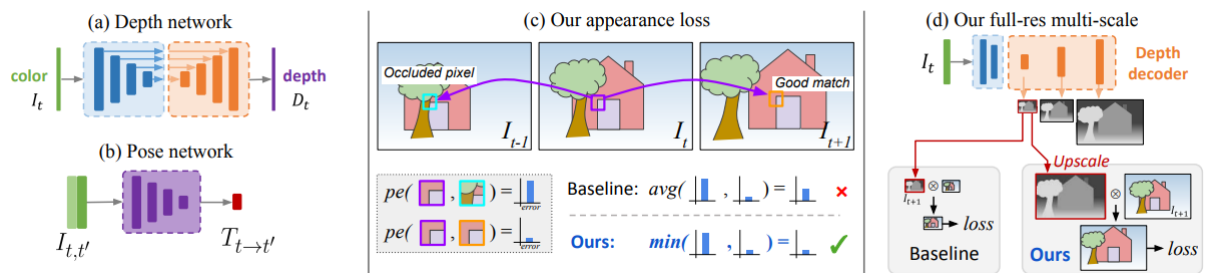 (a) Depth network
color
I_t
depth
D_t
(b) Pose network
I_{t,t'}
T_{t→t'}
(c) Our appearance loss
Occluded pixel
Good match
I_{t-1}
I_t
I_{t+1}
pe( , ) =
error
pe( , ) =
error
Baseline: avg( , ) = ×
Ours: min( , ) = ✓
(d) Our full-res multi-scale
I_t
Depth
decoder
Upscale
I_{t+1}
⊗
loss
Baseline
⊗
I_{t+1}
loss
Ours